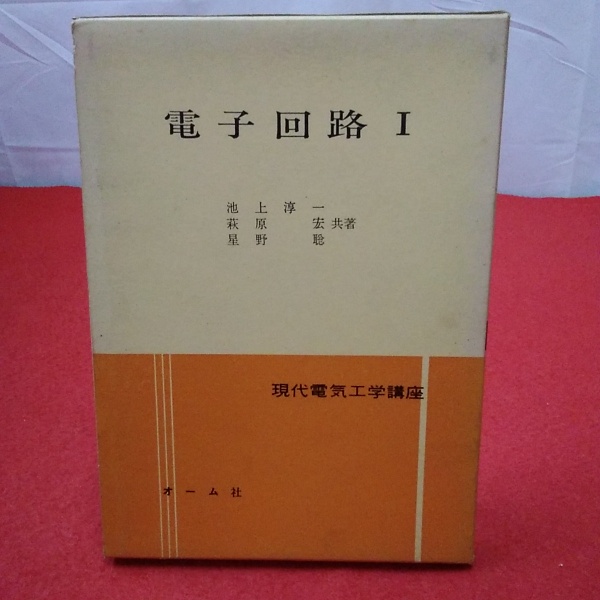 電子回路 I
池上淳一
萩原 宏 共著
星野 聡
現代電気工学講座
オーム社